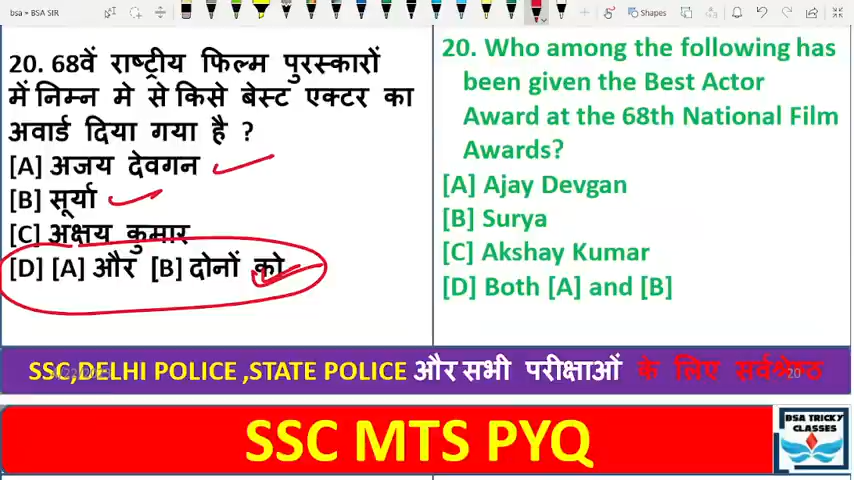 bsa = BSA SIR
Shapes
20. 68वें राष्ट्रीय फिल्म पुरस्कारों
में निम्न मे से किसे बेस्ट एक्टर का
अवार्ड दिया गया है ?
[A] अजय देवगन
[B] सूर्या
[C] अक्षय कुमार
[D] [A] और [B] दोनों को
20. Who among the following has
been given the Best Actor
Award at the 68th National Film
Awards?
[A] Ajay Devgan
[B] Surya
[C] Akshay Kumar
[D] Both [A] and [B]
SSC,DELHI POLICE ,STATE POLICE और सभी परीक्षाओं के लिए सर्वश्रेष्ठ
20
SSC MTS PYQ
BSA TRICKY
CLASSES